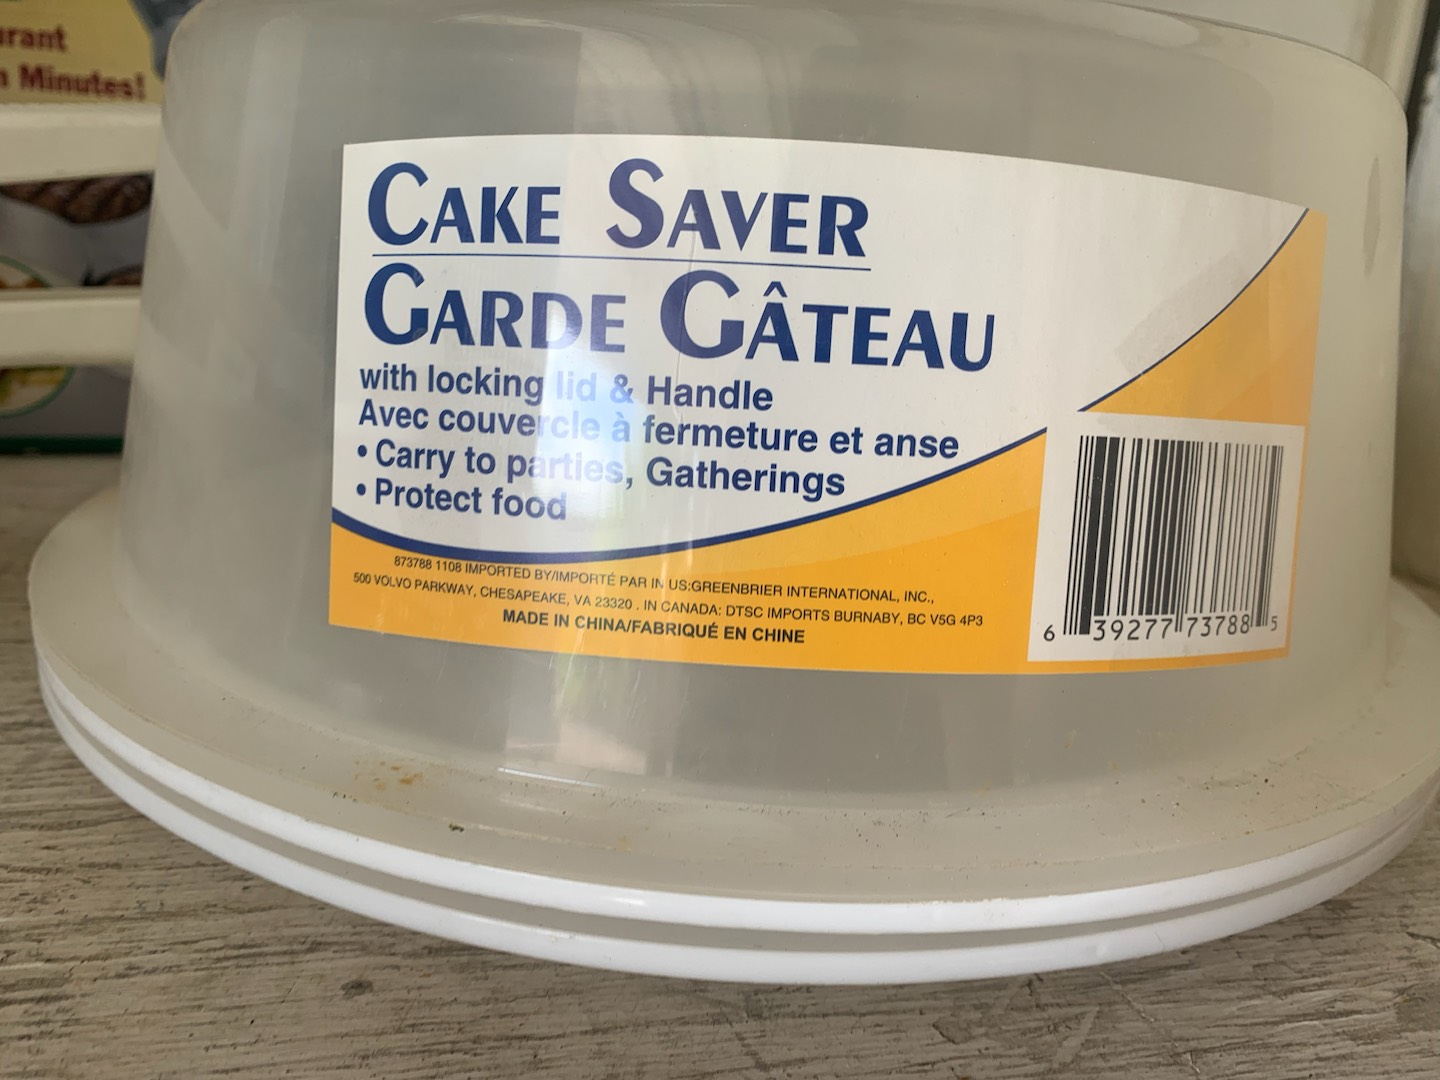 urant
n Minutes!
CAKE SAVER
GARDE GÂTEAU
with locking lid & Handle
Avec couvercle à fermeture et anse
• Carry to parties, Gatherings
• Protect food
873788 1108 IMPORTED BY/IMPORTÉ PAR IN US:GREENBRIER INTERNATIONAL, INC.,
500 VOLVO PARKWAY, CHESAPEAKE, VA 23320 . IN CANADA: DTSC IMPORTS BURNABY, BC V5G 4P3
MADE IN CHINA/FABRIQUÉ EN CHINE
6 39277 73788 5